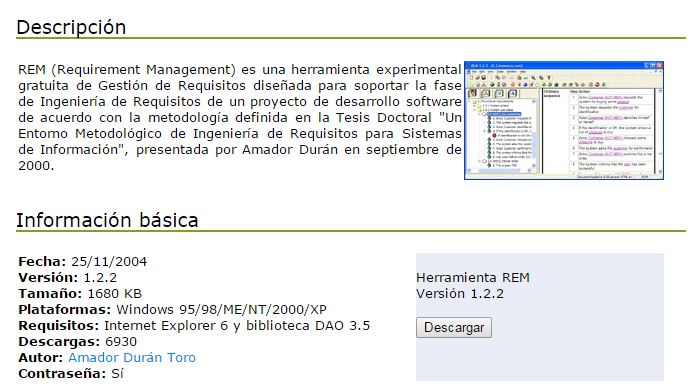 Descripción
REM (Requirement Management) es una herramienta experimental
gratuita de Gestión de Requisitos diseñada para soportar la fase
de Ingeniería de Requisitos de un proyecto de desarrollo software
de acuerdo con la metodología definida en la Tesis Doctoral "Un
Entorno Metodológico de Ingeniería de Requisitos para Sistemas
de Información", presentada por Amador Durán en septiembre de
2000.
Información básica
Fecha: 25/11/2004
Versión: 1.2.2
Tamaño: 1680 KB
Plataformas: Windows 95/98/ME/NT/2000/XP
Requisitos: Internet Explorer 6 y biblioteca DAO 3.5
Descargas: 6930
Autor: Amador Durán Toro
Contraseña: Sí
Herramienta REM
Versión 1.2.2
Descargar